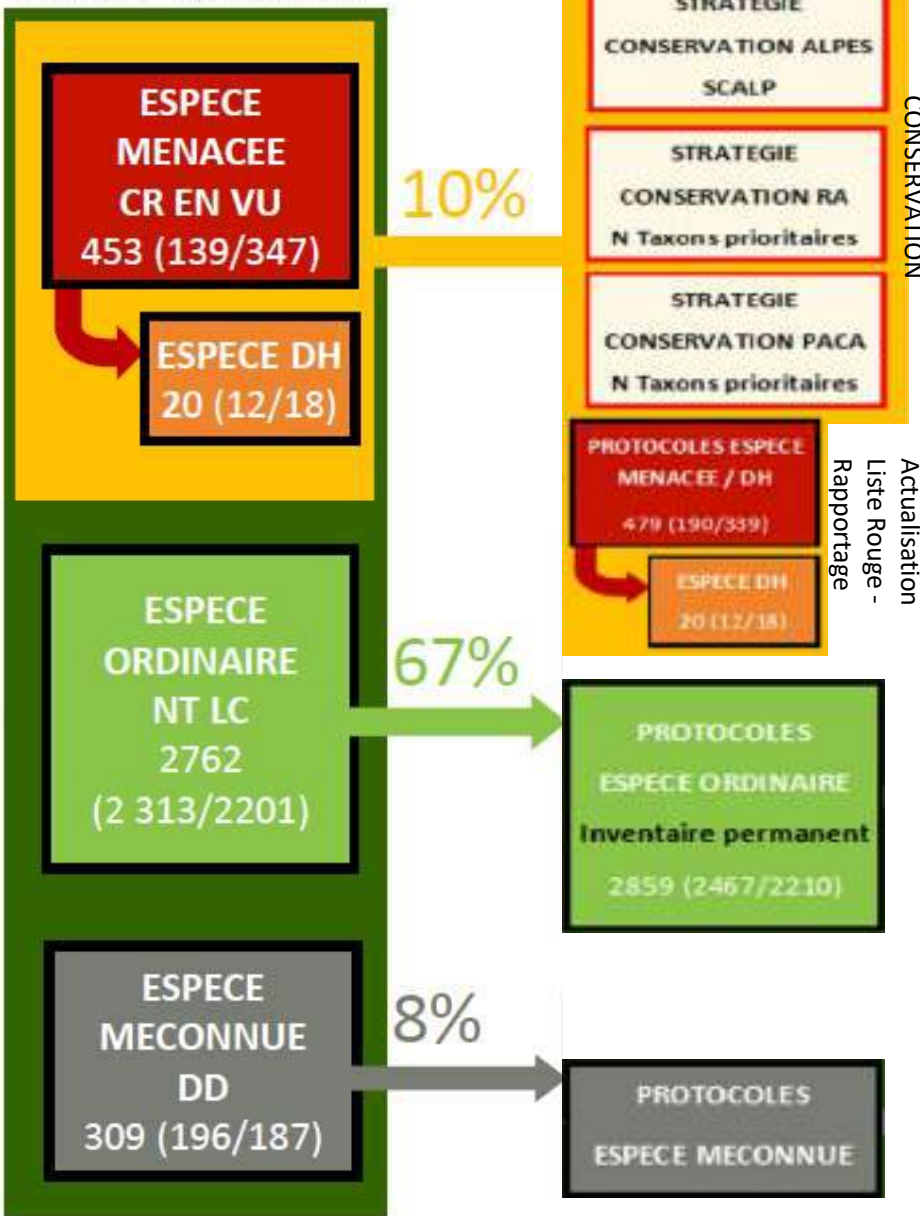 ESPECE
MENACEE
CR EN VU
453 (139/347)
ESPECE DH
20 (12/18)
10%
STRATEGIE
CONSERVATION ALPES
SCALP
STRATEGIE
CONSERVATION RA
N Taxons prioritaires
STRATEGIE
CONSERVATION PACA
N Taxons prioritaires
CONSERVATION
PROTOCOLES ESPECE
MENACEE / DH
479 (190/339)
ESPECE DH
20 (12/18)
Actualisation
Liste Rouge -
Rapportage
ESPECE
ORDINAIRE
NT LC
2762
(2 313/2201)
67%
PROTOCOLES
ESPECE ORDINAIRE
Inventaire permanent
2859 (2467/2210)
ESPECE
MECONNUE
DD
309 (196/187)
8%
PROTOCOLES
ESPECE MECONNUE